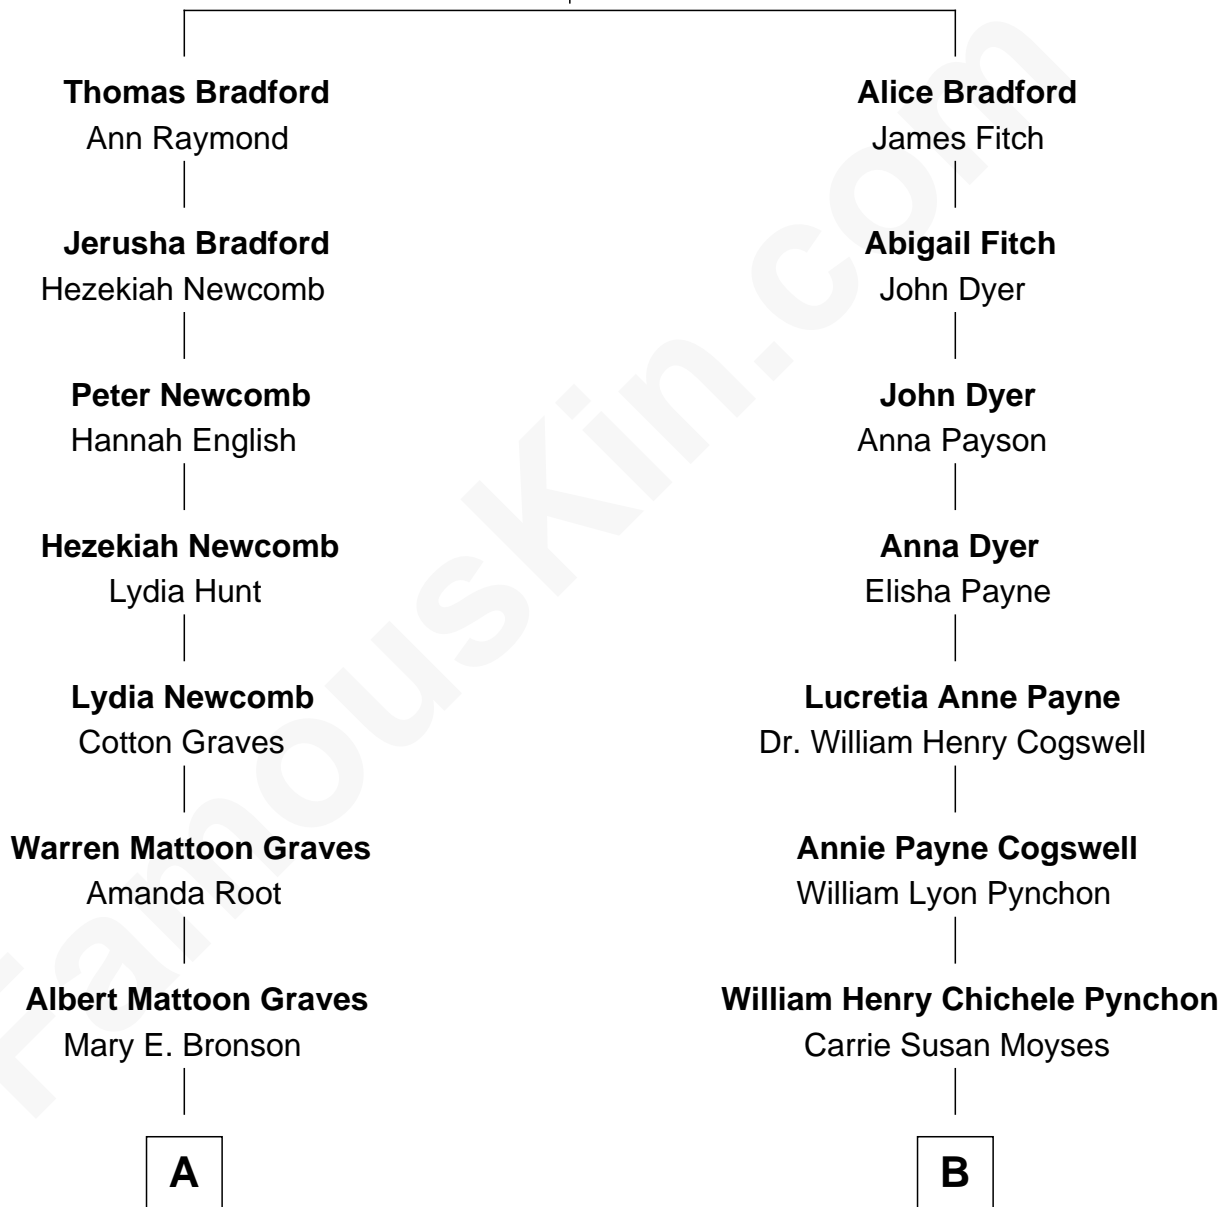 Thomas Bradford
Ann Raymond
Jerusha Bradford
Hezekiah Newcomb
Peter Newcomb
Hannah English
Hezekiah Newcomb
Lydia Hunt
Lydia Newcomb
Cotton Graves
Warren Mattoon Graves
Amanda Root
Albert Mattoon Graves
Mary E. Bronson
A
Alice Bradford
James Fitch
Abigail Fitch
John Dyer
John Dyer
Anna Payson
Anna Dyer
Elisha Payne
Lucretia Anne Payne
Dr. William Henry Cogswell
Annie Payne Cogswell
William Lyon Pynchon
William Henry Chichele Pynchon
Carrie Susan Moyses
B
FamousKin.com